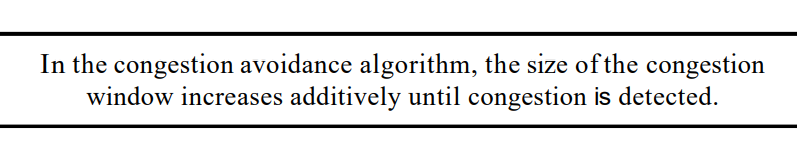 In the congestion avoidance algorithm, the size of the congestion
window increases additively until congestion is detected.